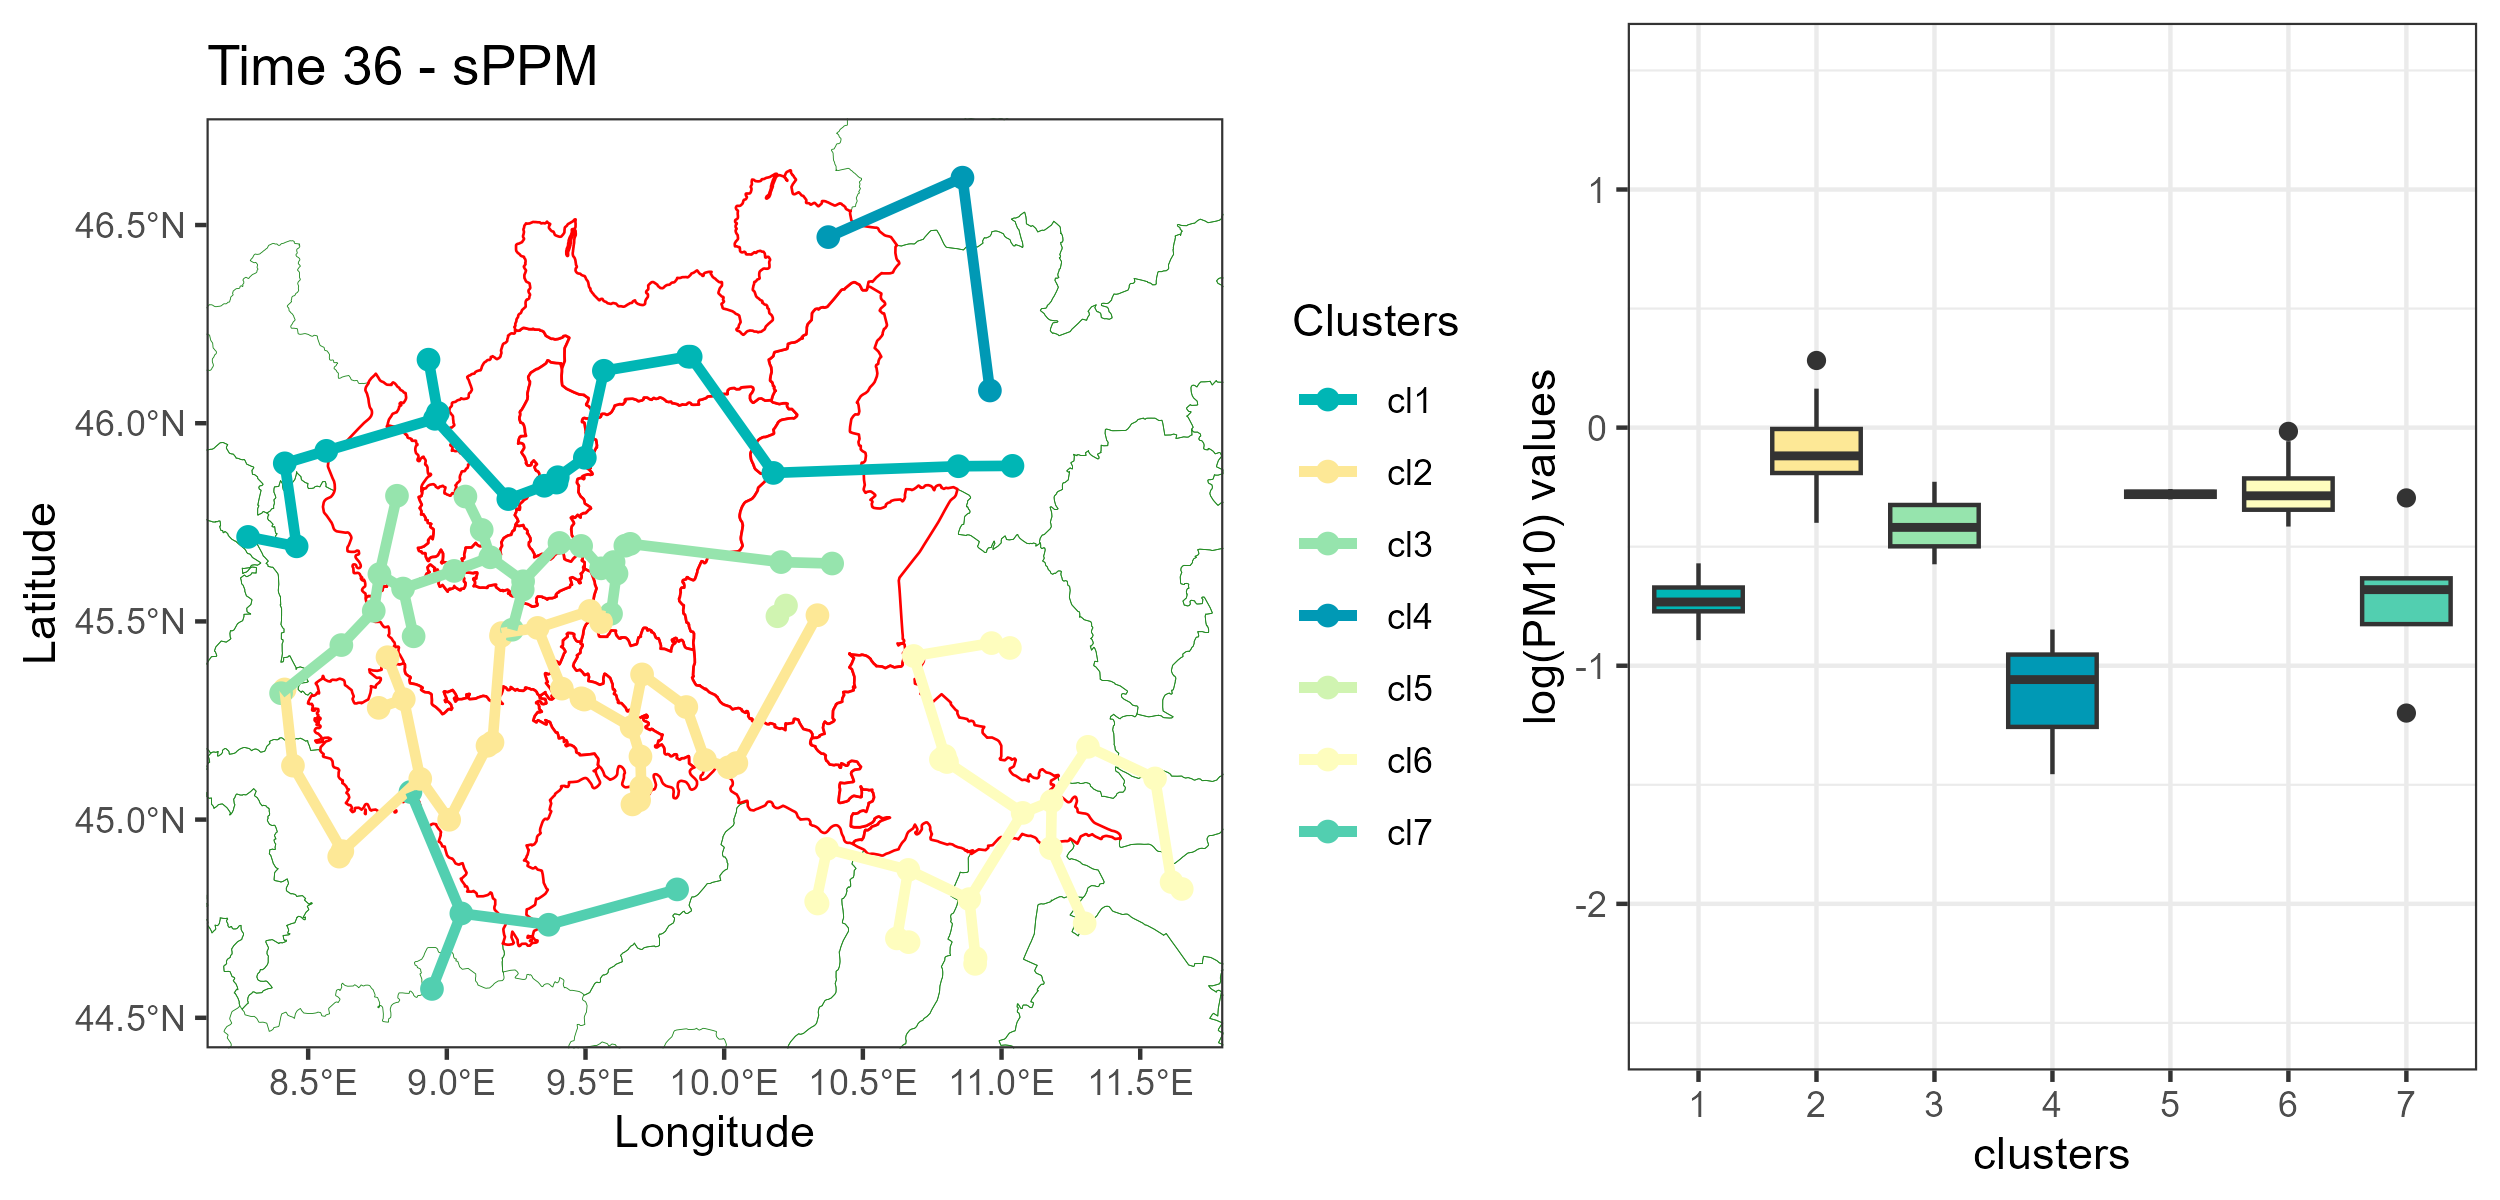 Time 36 - sPPM
46.5°N
46.0°N
45.5°N
45.0°N
44.5°N
Latitude
8.5°E 9.0°E 9.5°E 10.0°E 10.5°E 11.0°E 11.5°E
Longitude
Clusters
cl1
cl2
cl3
cl4
cl5
cl6
cl7
log(PM10) values
1
0
-1
-2
1 2 3 4 5 6 7
clusters